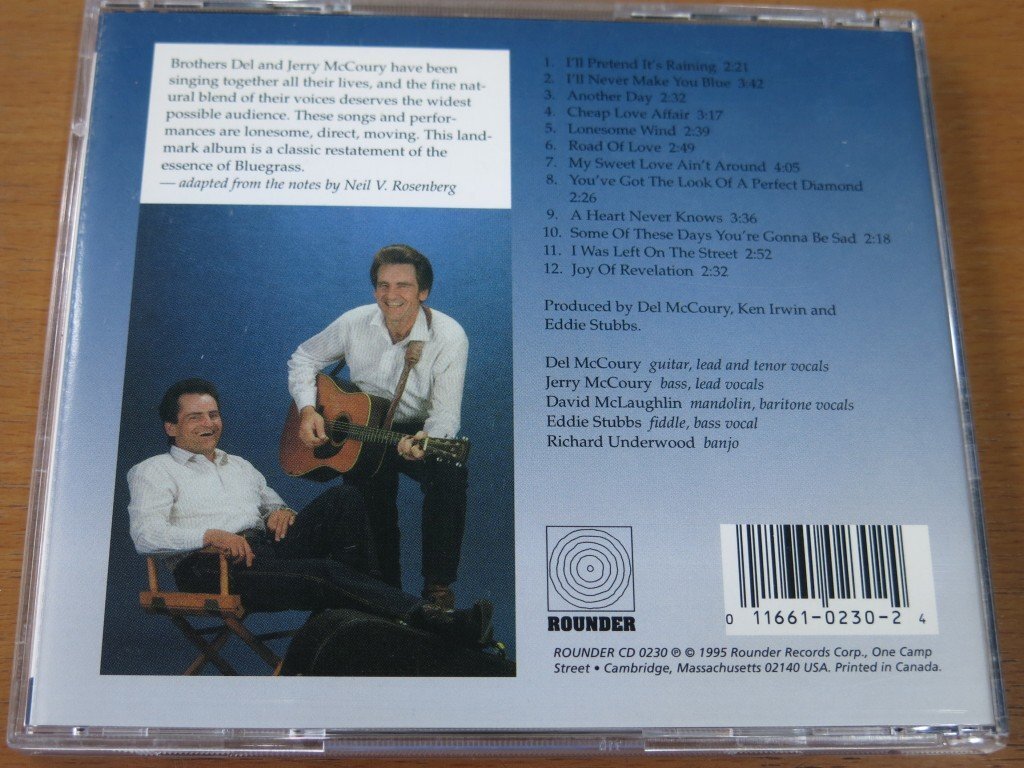 Brothers Del and Jerry McCoury have been
singing together all their lives, and the fine nat-
ural blend of their voices deserves the widest
possible audience. These songs and perfor-
mances are lonesome, direct, moving. This land-
mark album is a classic restatement of the
essence of Bluegrass.
— adapted from the notes by Neil V. Rosenberg
1. I'll Pretend It's Raining 2:21
2. I'll Never Make You Blue 3:42
3. Another Day 2:32
4. Cheap Love Affair 3:17
5. Lonesome Wind 2:39
6. Road Of Love 2:49
7. My Sweet Love Ain't Around 4:05
8. You've Got The Look Of A Perfect Diamond
2:26
9. A Heart Never Knows 3:36
10. Some Of These Days You're Gonna Be Sad 2:18
11. I Was Left On The Street 2:52
12. Joy Of Revelation 2:32
Produced by Del McCoury, Ken Irwin and
Eddie Stubbs.
Del McCoury guitar, lead and tenor vocals
Jerry McCoury bass, lead vocals
David McLaughlin mandolin, baritone vocals
Eddie Stubbs fiddle, bass vocal
Richard Underwood banjo
ROUNDER
0 11661-0230-2 4
ROUNDER CD 0230 ℗ © 1995 Rounder Records Corp., One Camp
Street • Cambridge, Massachusetts 02140 USA. Printed in Canada.